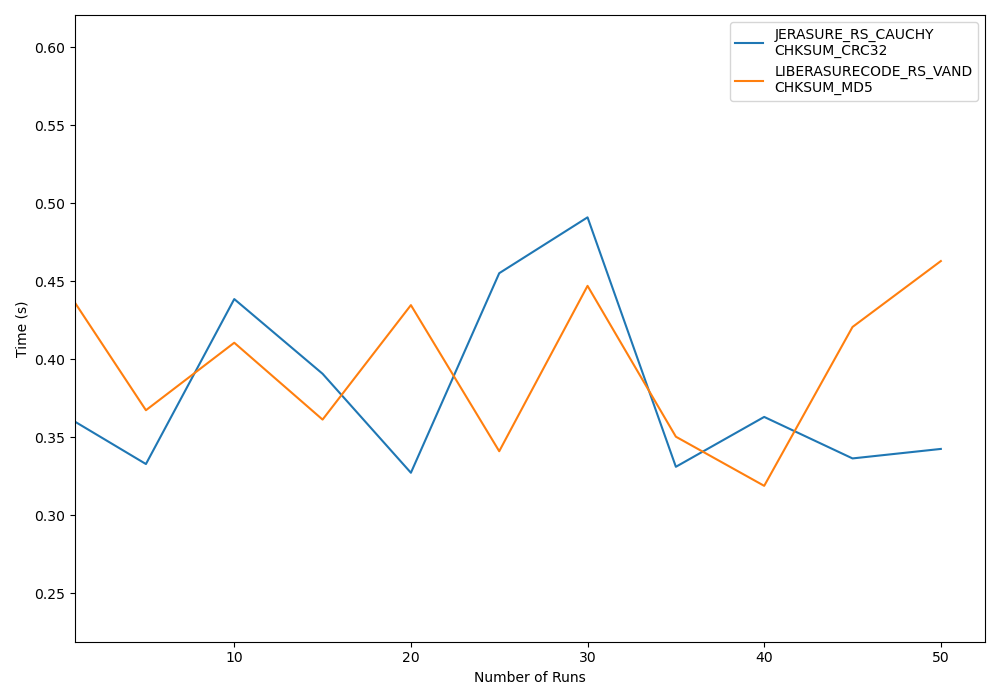 JERASURE_RS_CAUCHY
CHKSUM_CRC32
LIBERASURECODE_RS_VAND
CHKSUM_MD5
0.60
0.55
0.50
0.45
0.40
0.35
0.30
0.25
Time (s)
10 20 30 40 50
Number of Runs